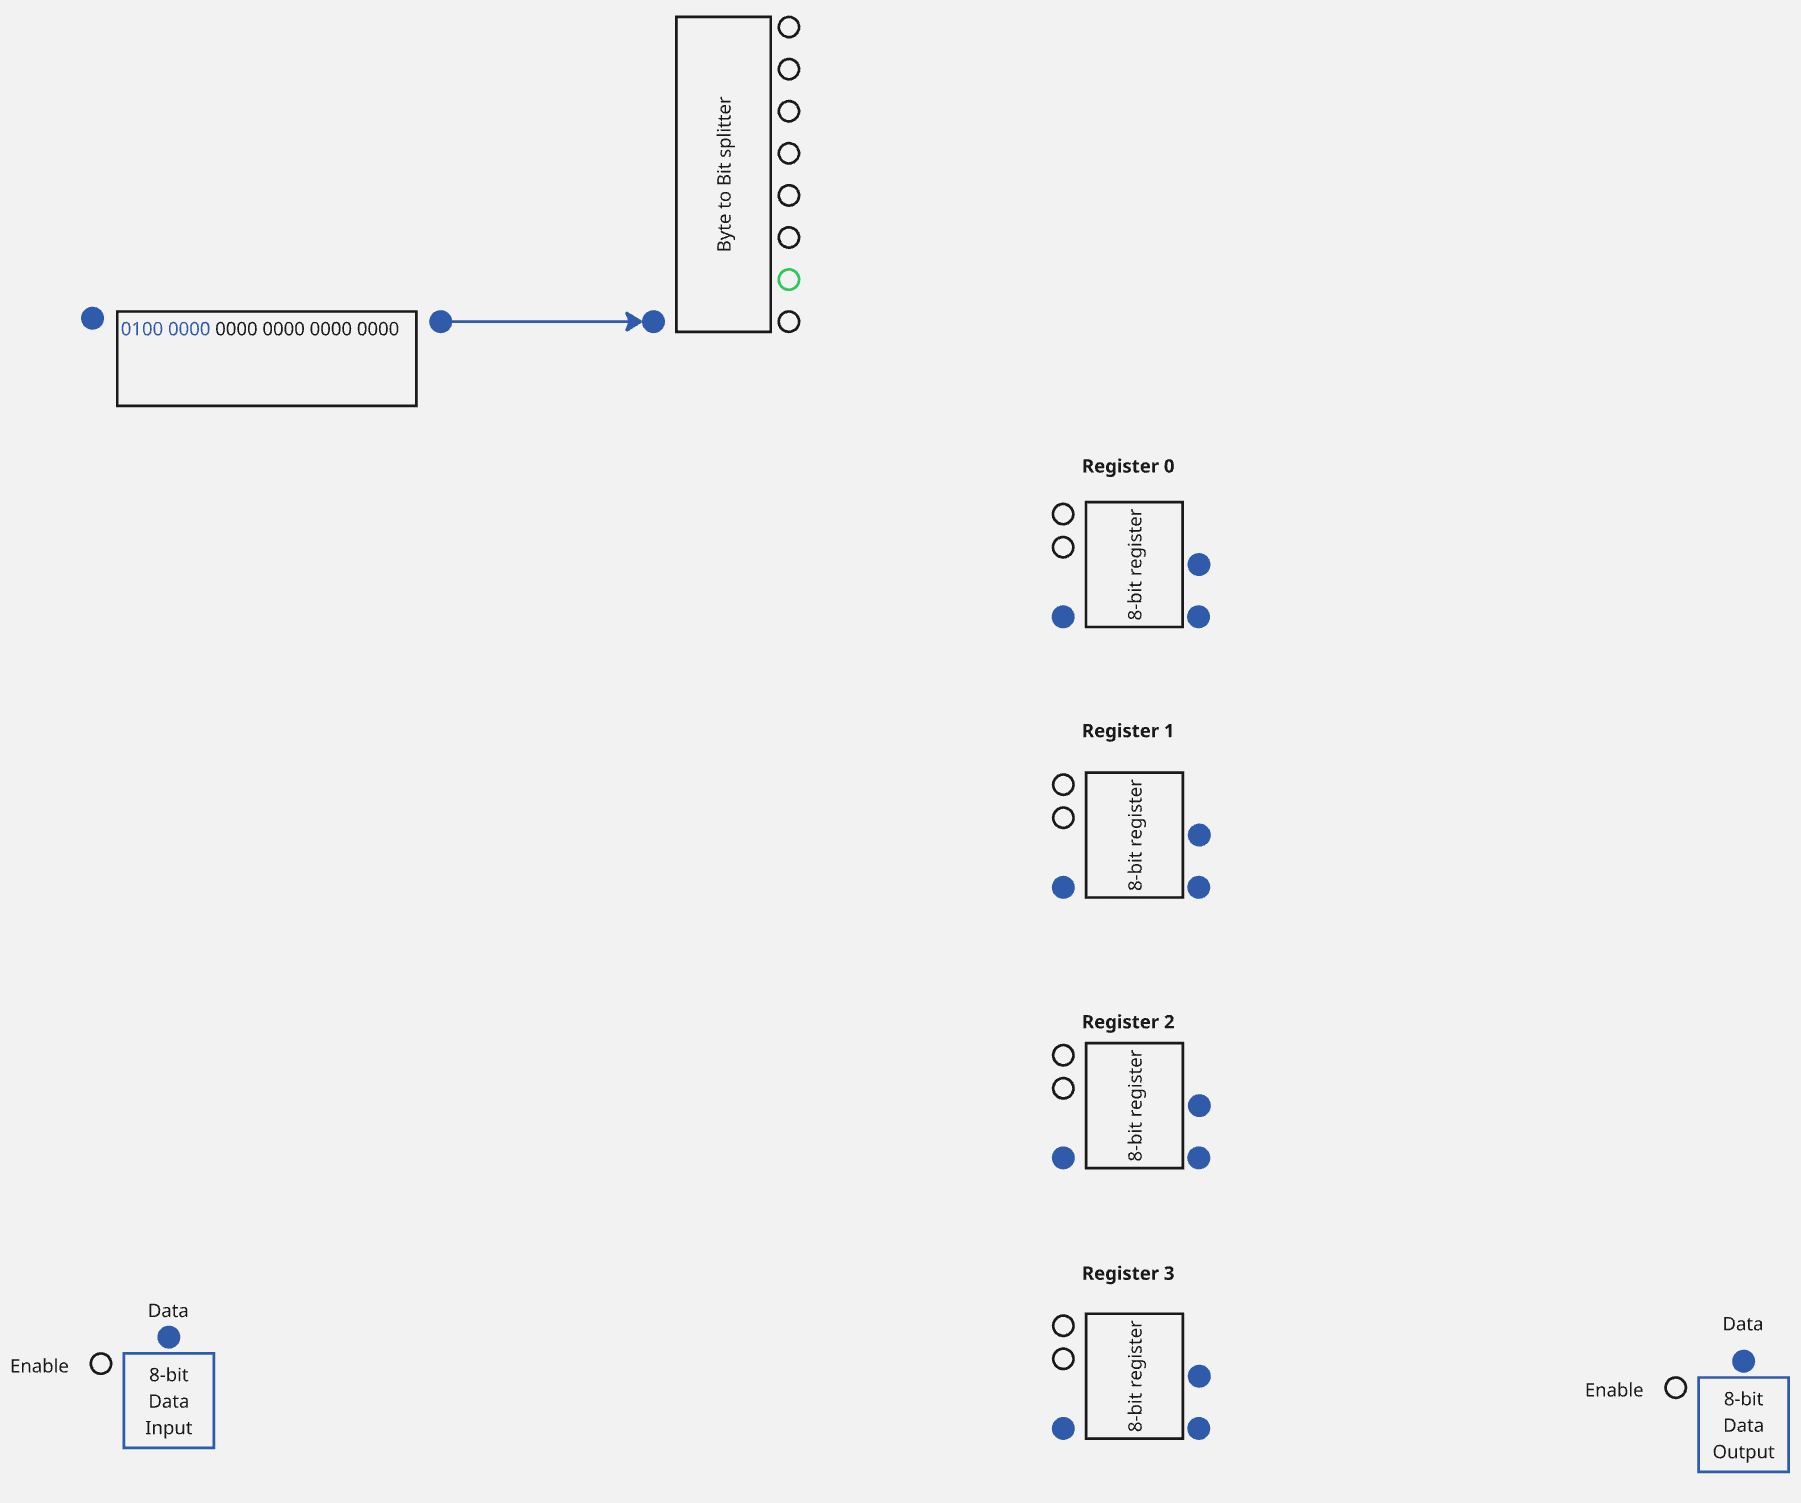 Byte to Bit splitter
0100 0000 0000 0000 0000 0000
Register 0
8-bit register
Register 1
8-bit register
Register 2
8-bit register
Register 3
8-bit register
Data
Enable
8-bit
Data
Input
Data
Enable
8-bit
Data
Output